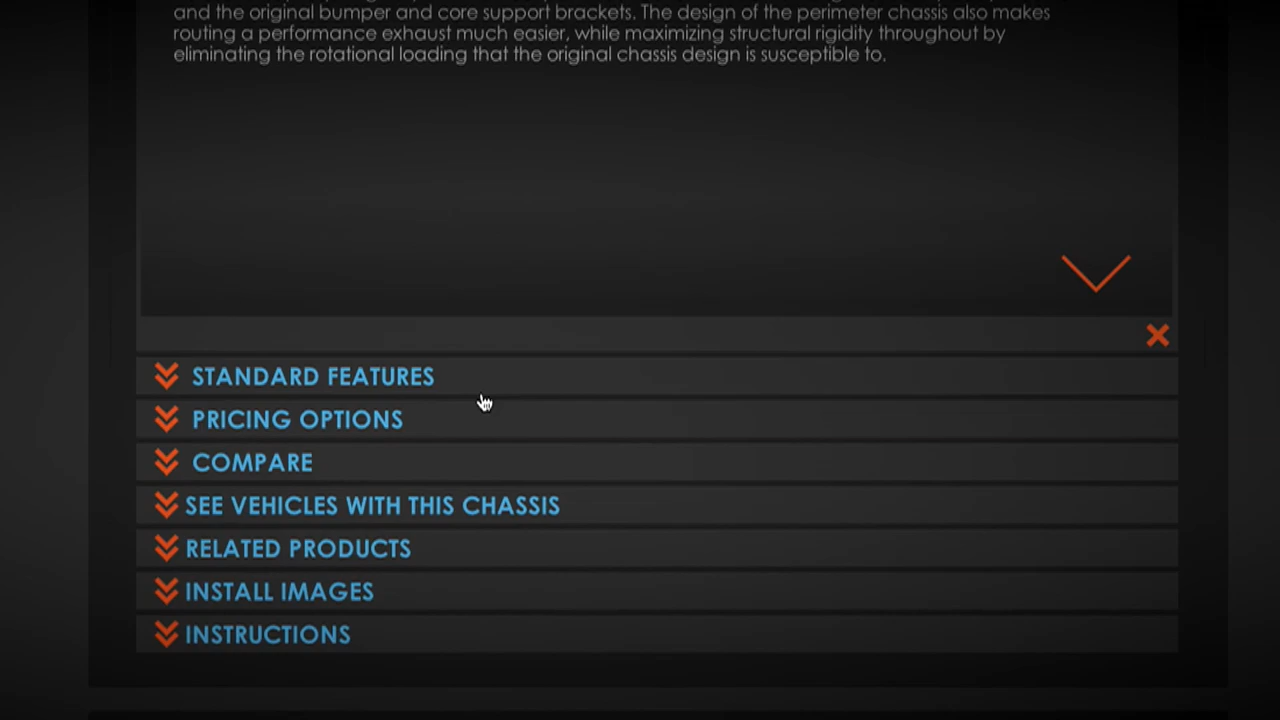 and the original bumper and core support brackets. The design of the perimeter chassis also makes
routing a performance exhaust much easier, while maximizing structural rigidity throughout by
eliminating the rotational loading that the original chassis design is susceptible to.
STANDARD FEATURES
PRICING OPTIONS
COMPARE
SEE VEHICLES WITH THIS CHASSIS
RELATED PRODUCTS
INSTALL IMAGES
INSTRUCTIONS